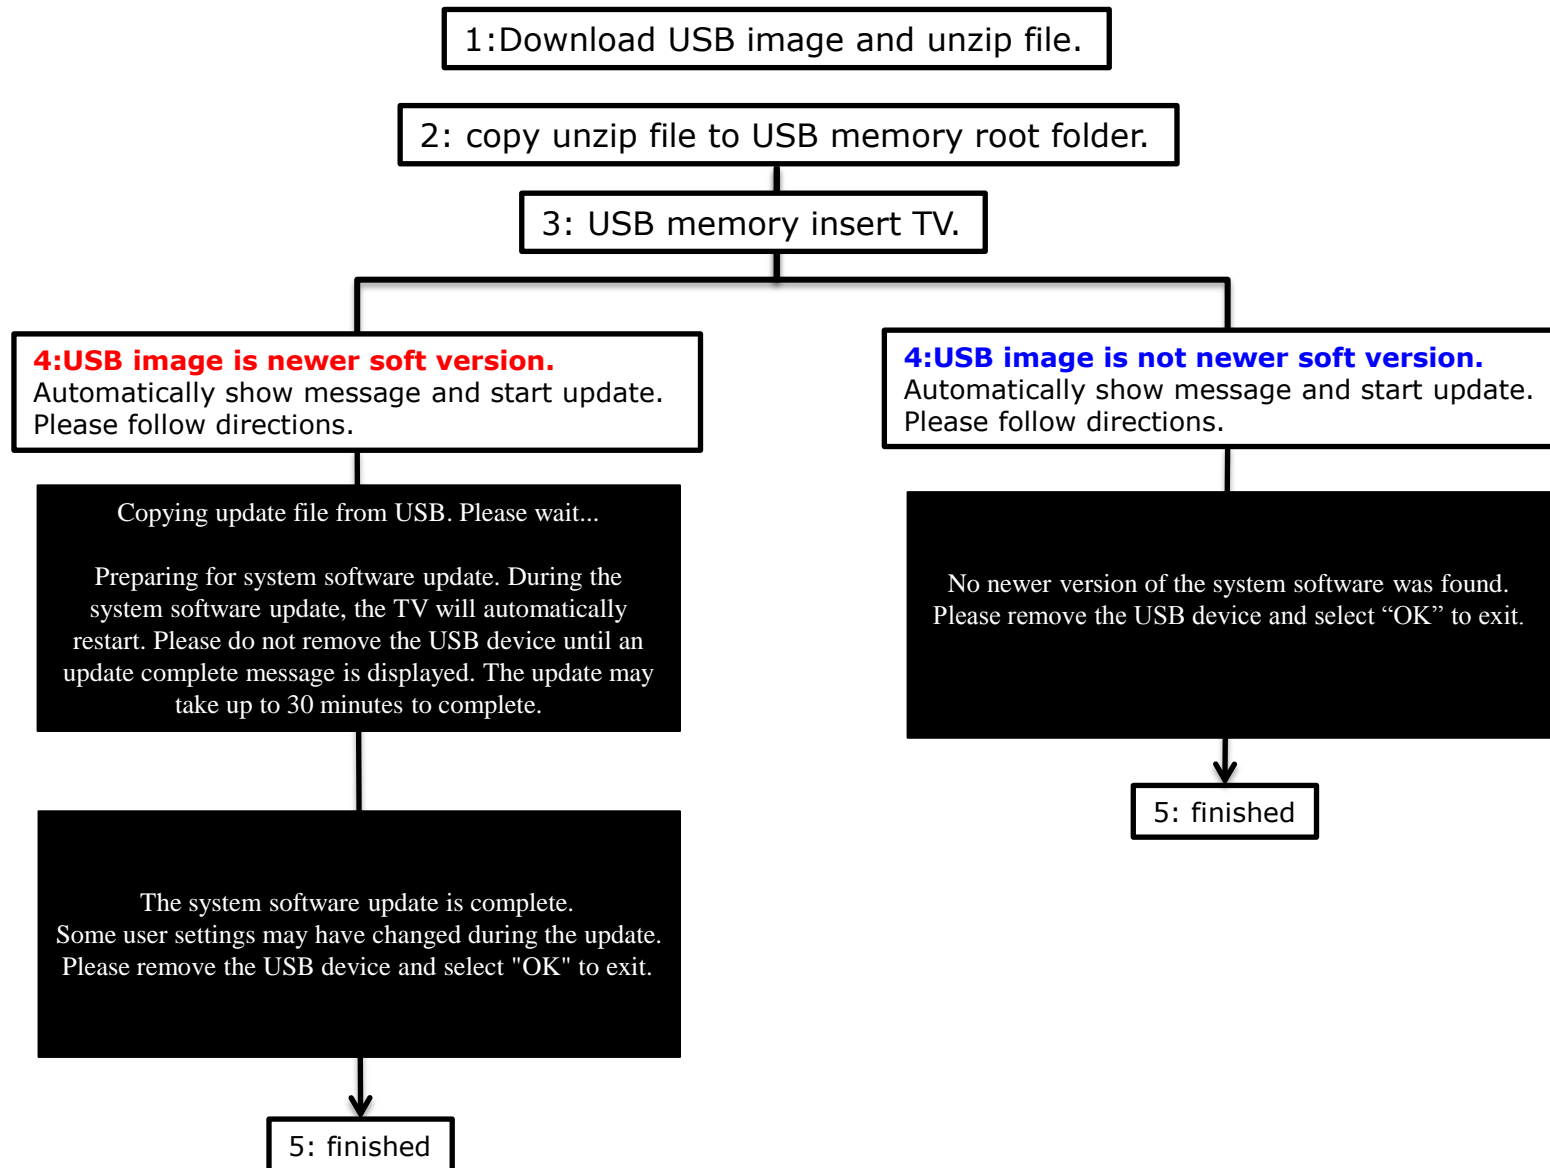 1:Download USB image and unzip file.
2: copy unzip file to USB memory root folder.
3: USB memory insert TV.
4:USB image is newer soft version.
Automatically show message and start update.
Please follow directions.
Copying update file from USB. Please wait...
Preparing for system software update. During the
system software update, the TV will automatically
restart. Please do not remove the USB device until an
update complete message is displayed. The update may
take up to 30 minutes to complete.
The system software update is complete.
Some user settings may have changed during the update.
Please remove the USB device and select "OK" to exit.
5: finished
4:USB image is not newer soft version.
Automatically show message and start update.
Please follow directions.
No newer version of the system software was found.
Please remove the USB device and select “OK” to exit.
5: finished